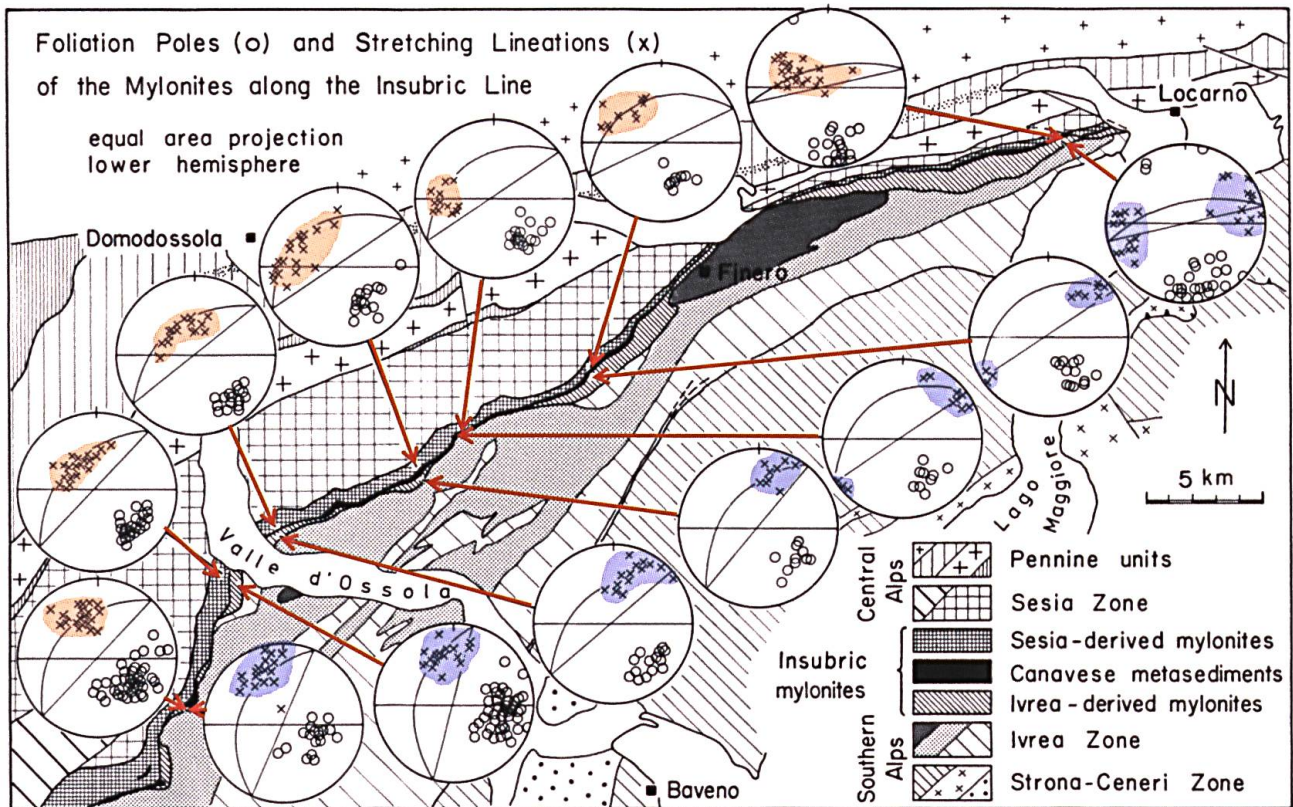 Foliation Poles (o) and Stretching Lineations (x)
of the Mylonites along the Insubric Line
equal area projection
lower hemisphere
Locarno
Domodossola
Finero
N
5 km
Lago
Maggiore
Valle d'Ossola
Baveno
Central
Alps
Pennine units
Sesia Zone
Insubric
mylonites
Sesia-derived mylonites
Canavese metasediments
Ivrea-derived mylonites
Southern
Alps
Ivrea Zone
Strona-Ceneri Zone